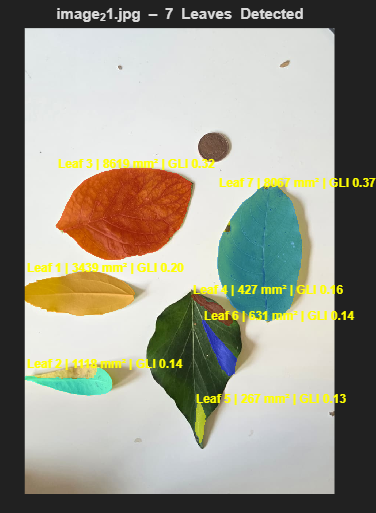 image₂1.jpg – 7 Leaves Detected
Leaf 3 | mm² | GLI 0.32
Leaf 7 | mm² | GLI 0.37
Leaf 1 | 3439 mm² | GLI 0.20
Leaf 4 | 427 mm² | GLI 0.16
Leaf 6 | 631 mm² | GLI 0.14
Leaf 2 | mm² | GLI 0.14
Leaf 5 | 267 mm² | GLI 0.13